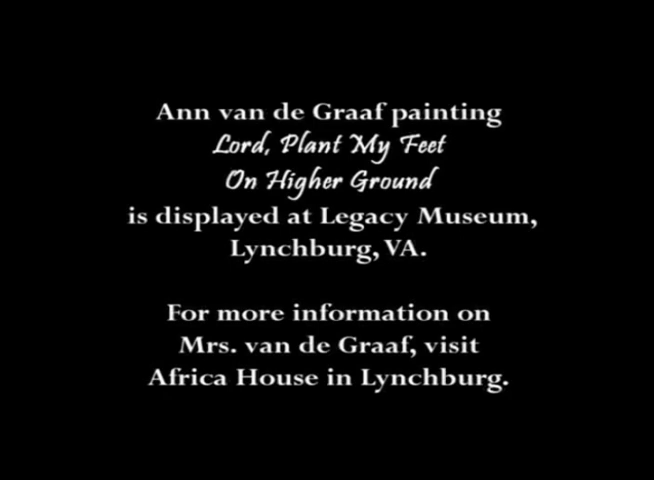 Ann van de Graaf painting
Lord, Plant My Feet
On Higher Ground
is displayed at Legacy Museum,
Lynchburg, VA.
For more information on
Mrs. van de Graaf, visit
Africa House in Lynchburg.